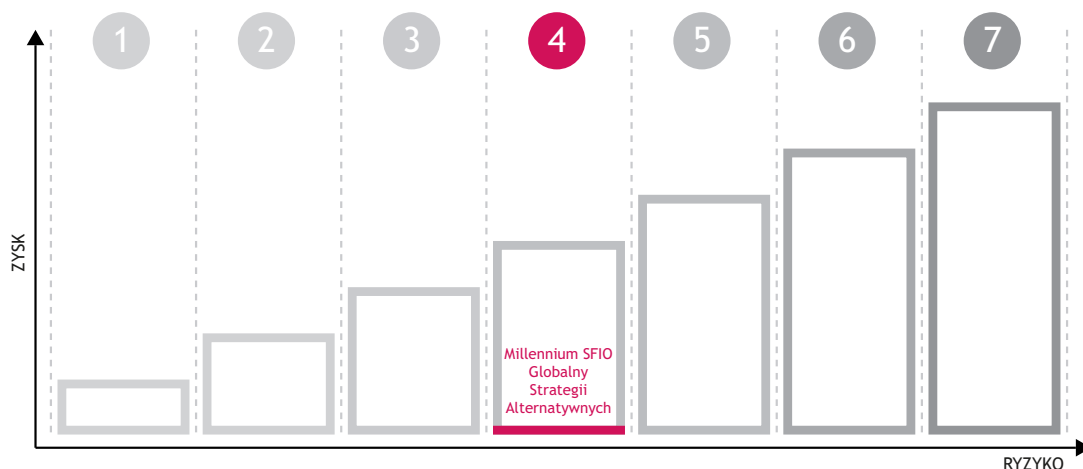 1 2 3 4 5 6 7
ZYSK
Millennium SFIO
Globalny
Strategii
Alternatywnych
RYZYKO